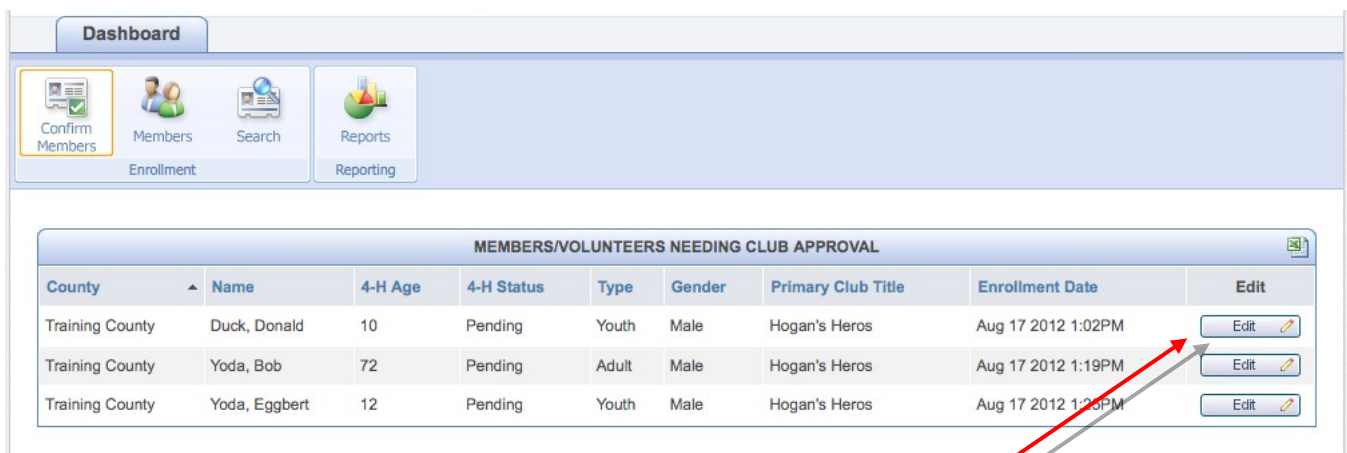 Dashboard
Confirm Members Members Search Reports
Enrollment Reporting
MEMBERS/VOLUNTEERS NEEDING CLUB APPROVAL
County Name 4-H Age 4-H Status Type Gender Primary Club Title Enrollment Date Edit
Training County Duck, Donald 10 Pending Youth Male Hogan's Heros Aug 17 2012 1:02PM Edit
Training County Yoda, Bob 72 Pending Adult Male Hogan's Heros Aug 17 2012 1:19PM Edit
Training County Yoda, Eggbert 12 Pending Youth Male Hogan's Heros Aug 17 2012 Edit